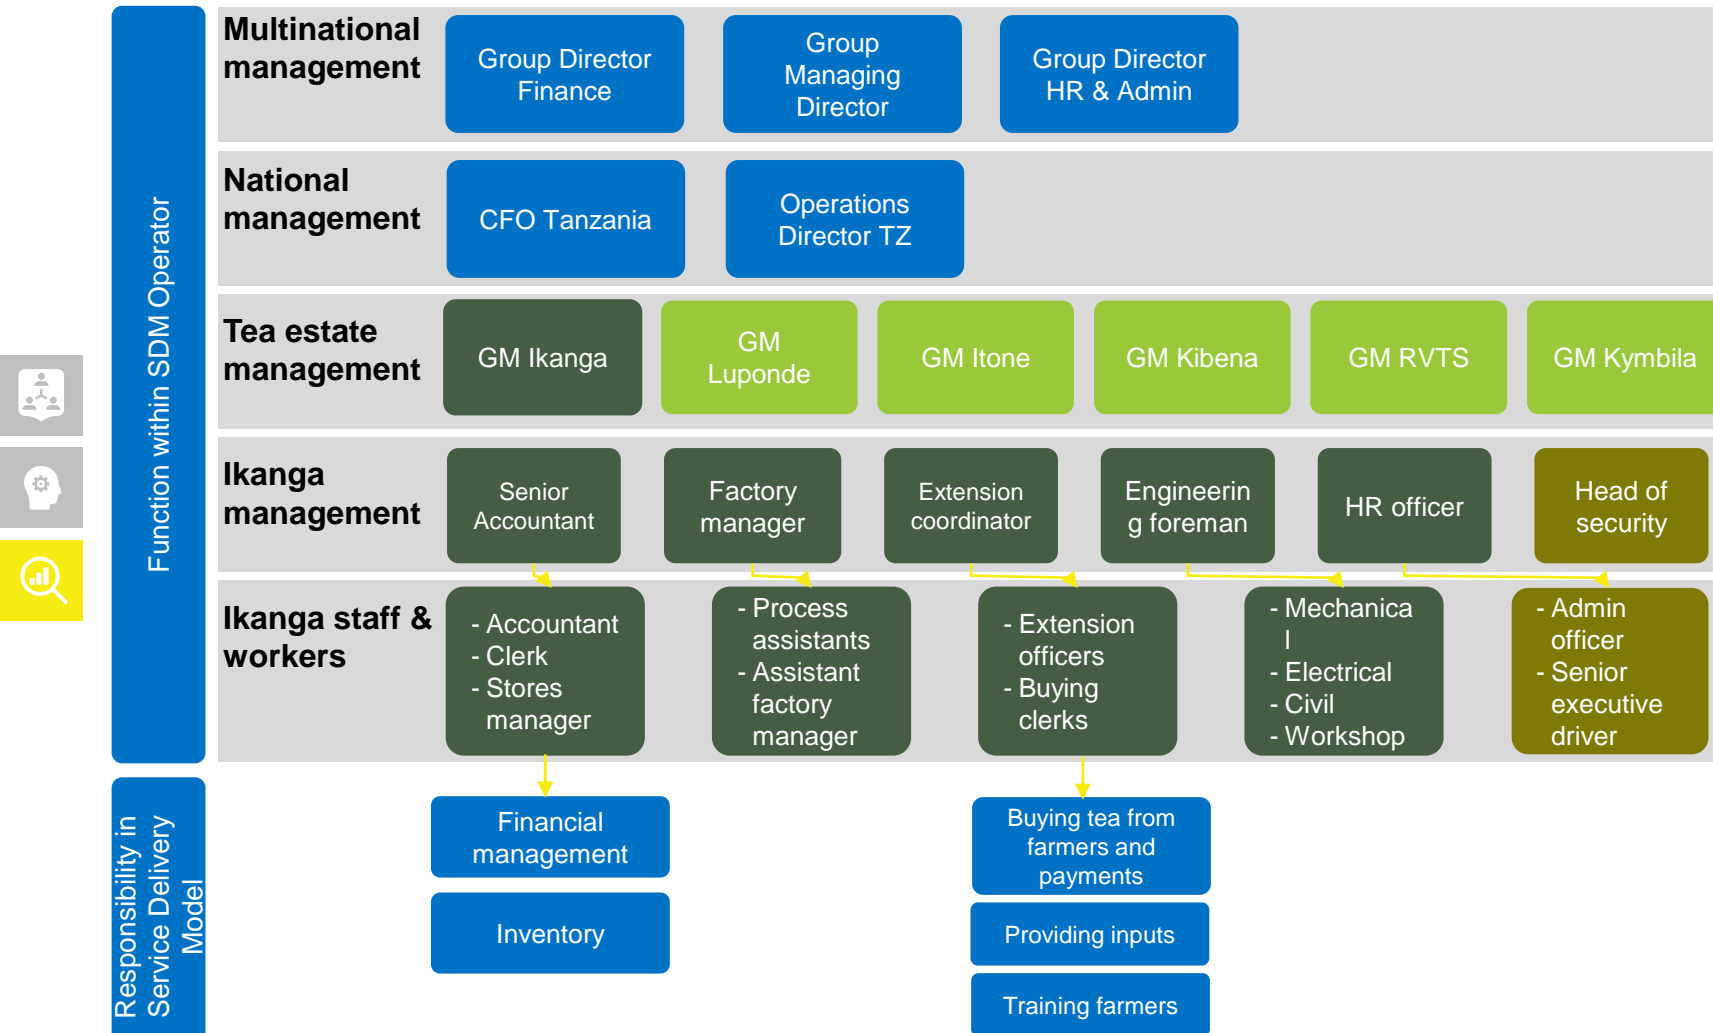 Multinational
management
Group Director
Finance
Group
Managing
Director
Group Director
HR & Admin
National
management
CFO Tanzania
Operations
Director TZ
Function within SDM Operator
Tea estate
management
GM Ikanga
GM
Luponde
GM Itone
GM Kibena
GM RVTS
GM Kymbila
Ikanga
management
Senior
Accountant
Factory
manager
Extension
coordinator
Engineerin
g foreman
HR officer
Head of
security
Ikanga staff &
workers
- Accountant
- Clerk
- Stores
manager
- Process
assistants
- Assistant
factory
manager
- Extension
officers
- Buying
clerks
- Mechanica
l
- Electrical
- Civil
- Workshop
- Admin
officer
- Senior
executive
driver
Responsibility in
Service Delivery
Model
Financial
management
Inventory
Buying tea from
farmers and
payments
Providing inputs
Training farmers